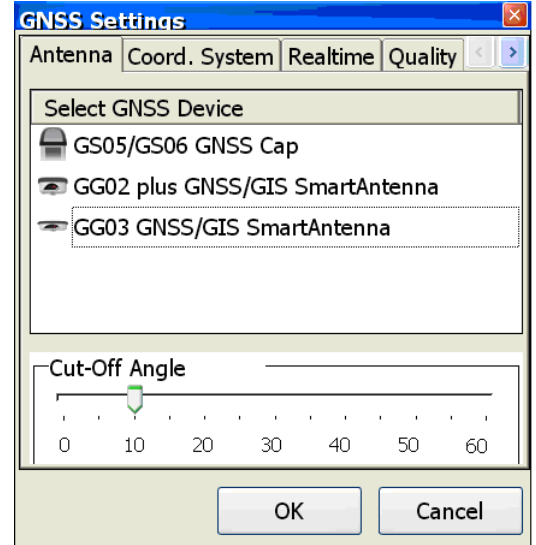 GNSS Settings
Antenna Coord. System Realtime Quality
Select GNSS Device
GS05/GS06 GNSS Cap
GG02 plus GNSS/GIS SmartAntenna
GG03 GNSS/GIS SmartAntenna
Cut-Off Angle
0 10 20 30 40 50 60
OK Cancel